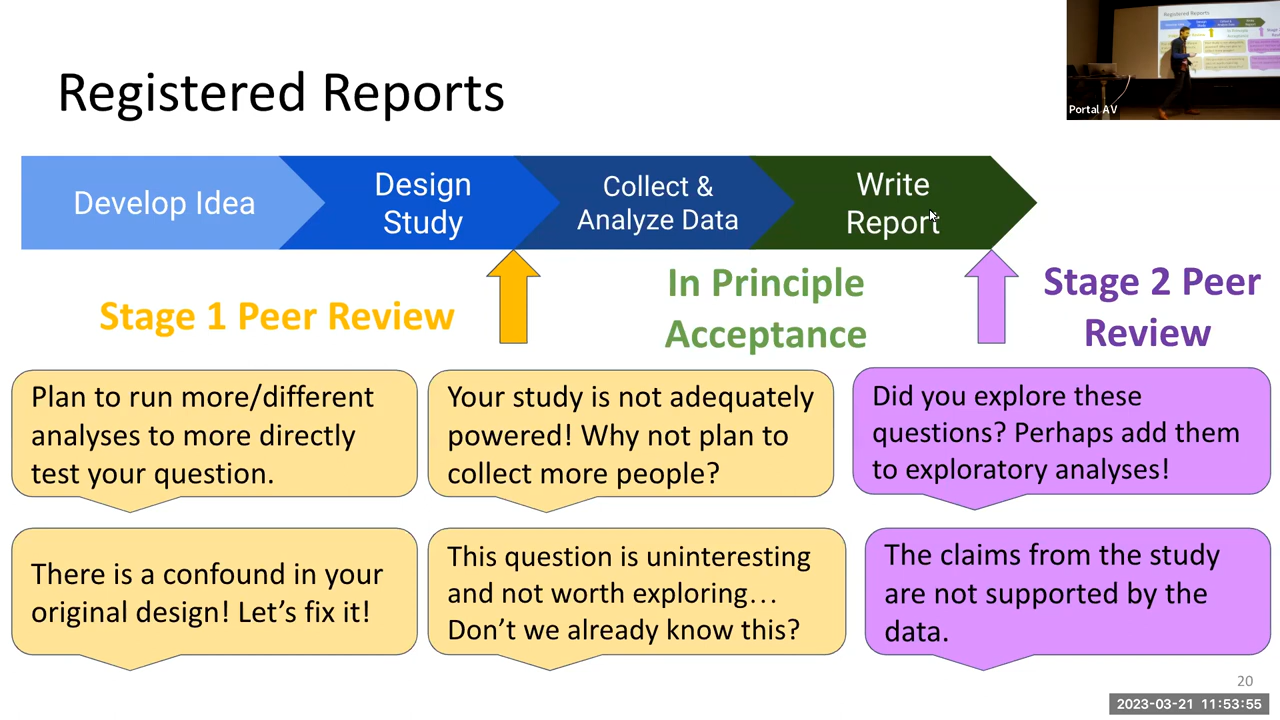 Registered Reports
Portal AV
Develop Idea
Design
Study
Collect &
Analyze Data
Write
Report
Stage 1 Peer Review
In Principle
Acceptance
Stage 2 Peer
Review
Plan to run more/different
analyses to more directly
test your question.
Your study is not adequately
powered! Why not plan to
collect more people?
Did you explore these
questions? Perhaps add them
to exploratory analyses!
There is a confound in your
original design! Let’s fix it!
This question is uninteresting
and not worth exploring…
Don’t we already know this?
The claims from the study
are not supported by the
data.
20
2023-03-21 11:53:55